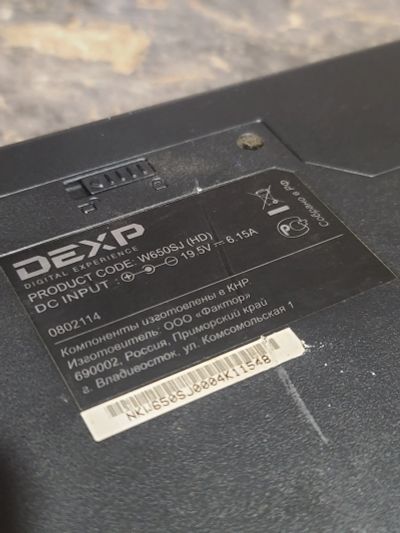 DEXP
DIGITAL EXPERIENCE
PRODUCT CODE: W650SJ (HD)
DC INPUT : 19.5V 6.15A
0802114
Собрано в РФ
Компоненты изготовлены в КНР
Изготовитель: ООО «Фактор»
690002, Россия, Приморский край
г. Владивосток, ул. Комсомольская 1
NKW650SJ0004K11548